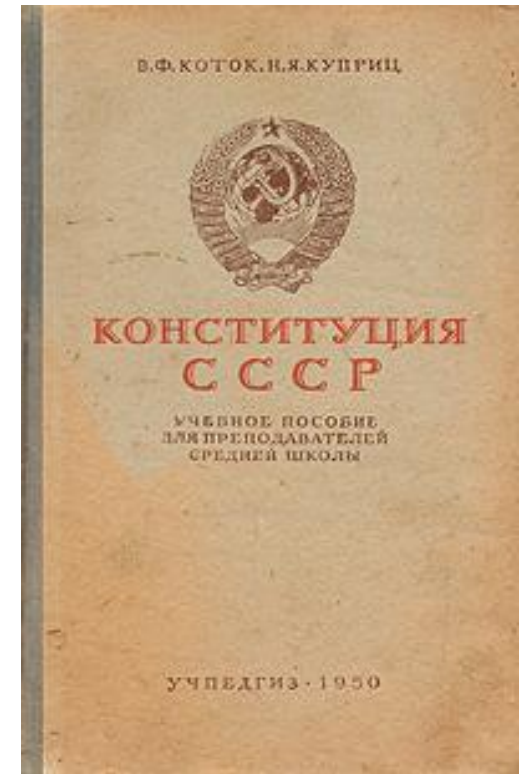 В.Ф.КОТОК, Н.Я.КУПРИЦ
КОНСТИТУЦИЯ
СССР
УЧЕБНОЕ ПОСОБИЕ
ДЛЯ ПРЕПОДАВАТЕЛЕЙ
СРЕДНЕЙ ШКОЛЫ
УЧПЕДГИЗ · 1950